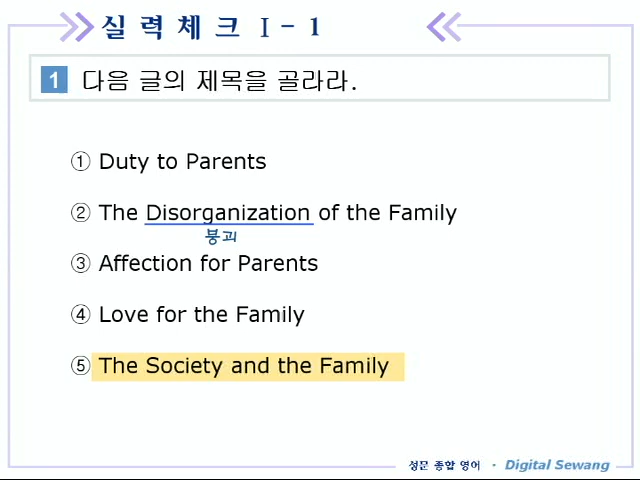 실력체크 I - 1
1 다음 글의 제목을 골라라.
① Duty to Parents
② The Disorganization of the Family
붕괴
③ Affection for Parents
④ Love for the Family
⑤ The Society and the Family
성문 종합 영어 · Digital Sewang